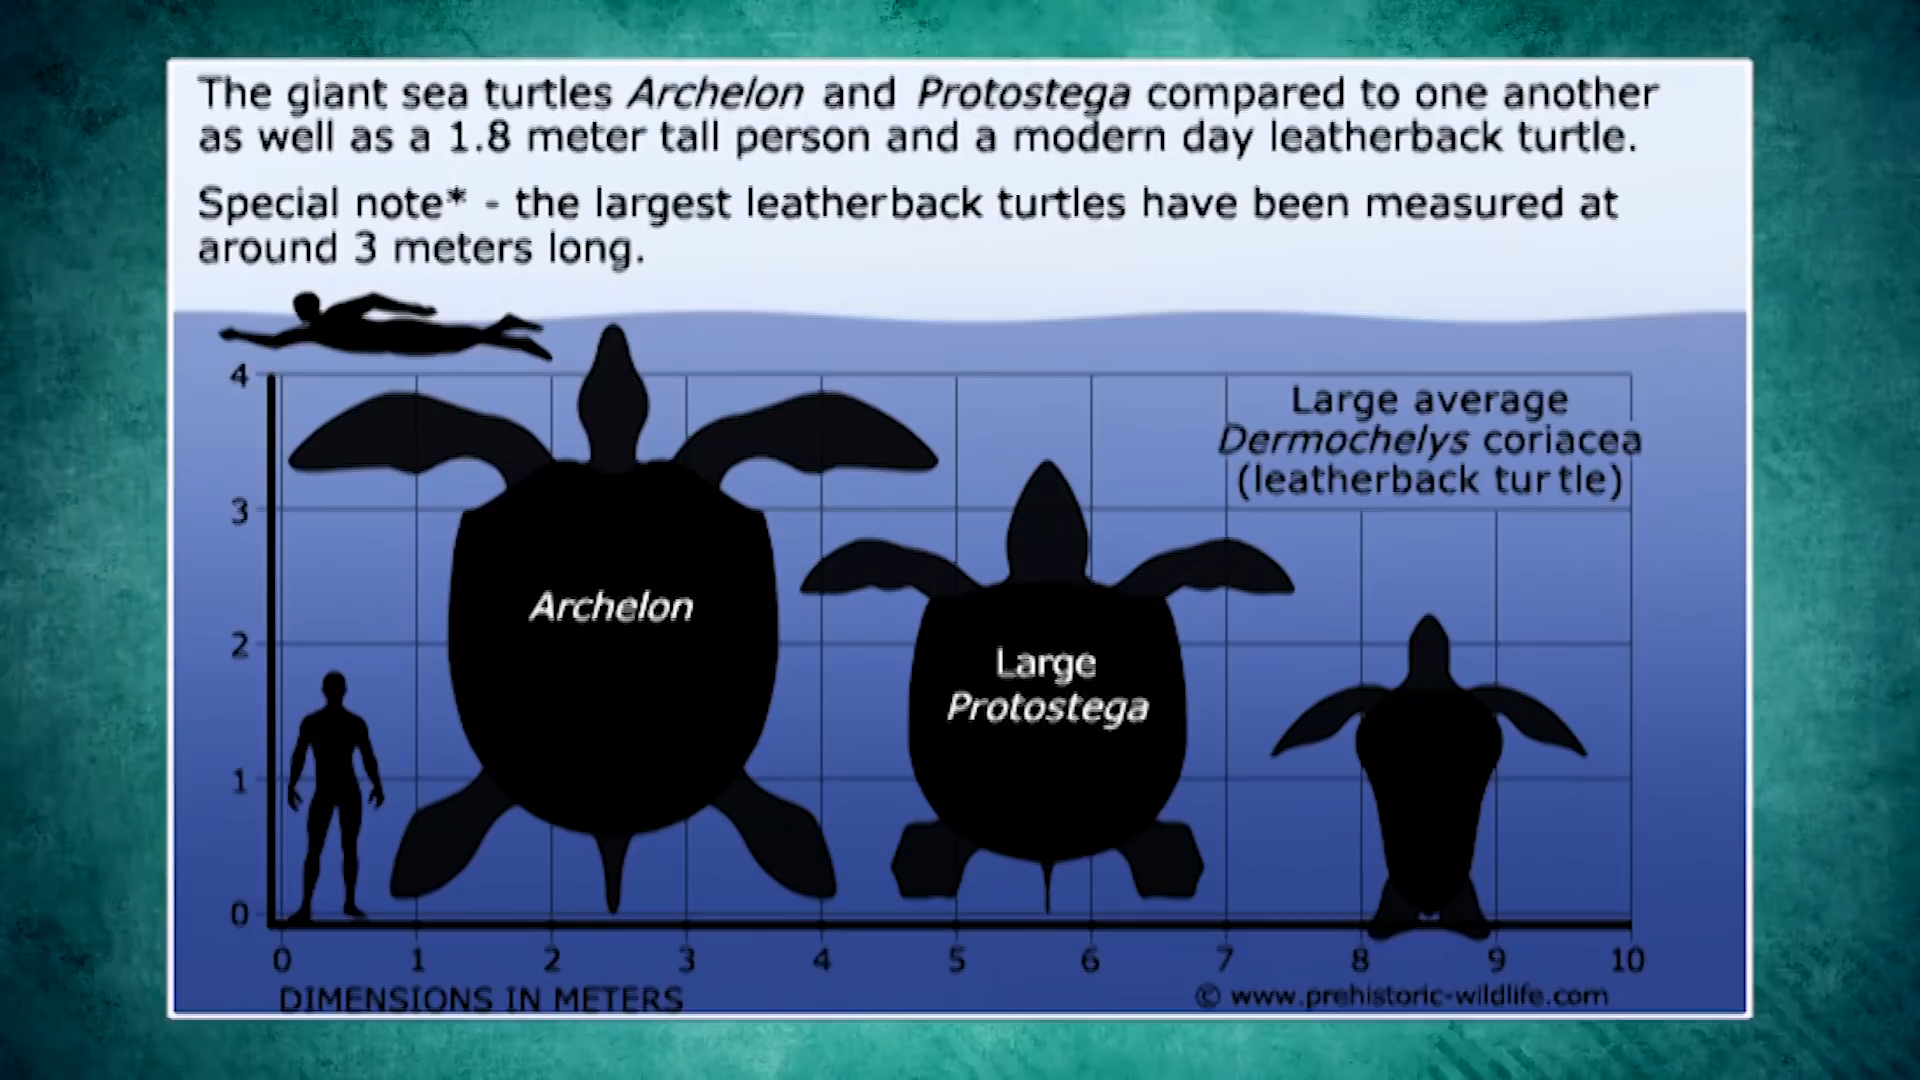 The giant sea turtles Archelon and Protostega compared to one another
as well as a 1.8 meter tall person and a modern day leatherback turtle.
Special note* - the largest leatherback turtles have been measured at
around 3 meters long.
4
3
2
1
0
Large average
Dermochelys coriacea
(leatherback turtle)
Archelon
Large
Protostega
0 1 2 3 4 5 6 7 8 9 10
DIMENSIONS IN METERS
© www.prehistoric-wildlife.com